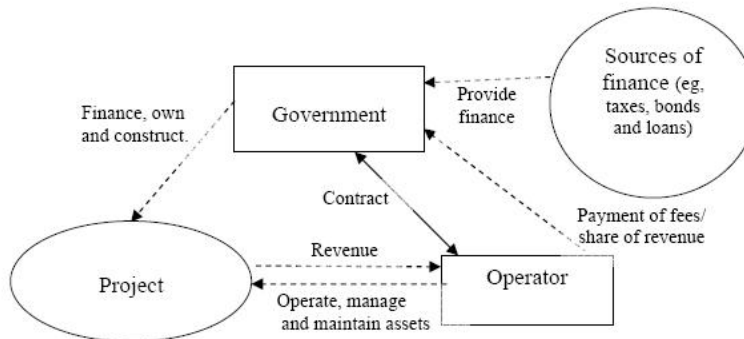 Sources of
finance (eg,
taxes, bonds
and loans)
Government
Provide
finance
Finance, own
and construct.
Contract
Payment of fees/
share of revenue
Revenue
Operator
Project
Operate, manage
and maintain assets